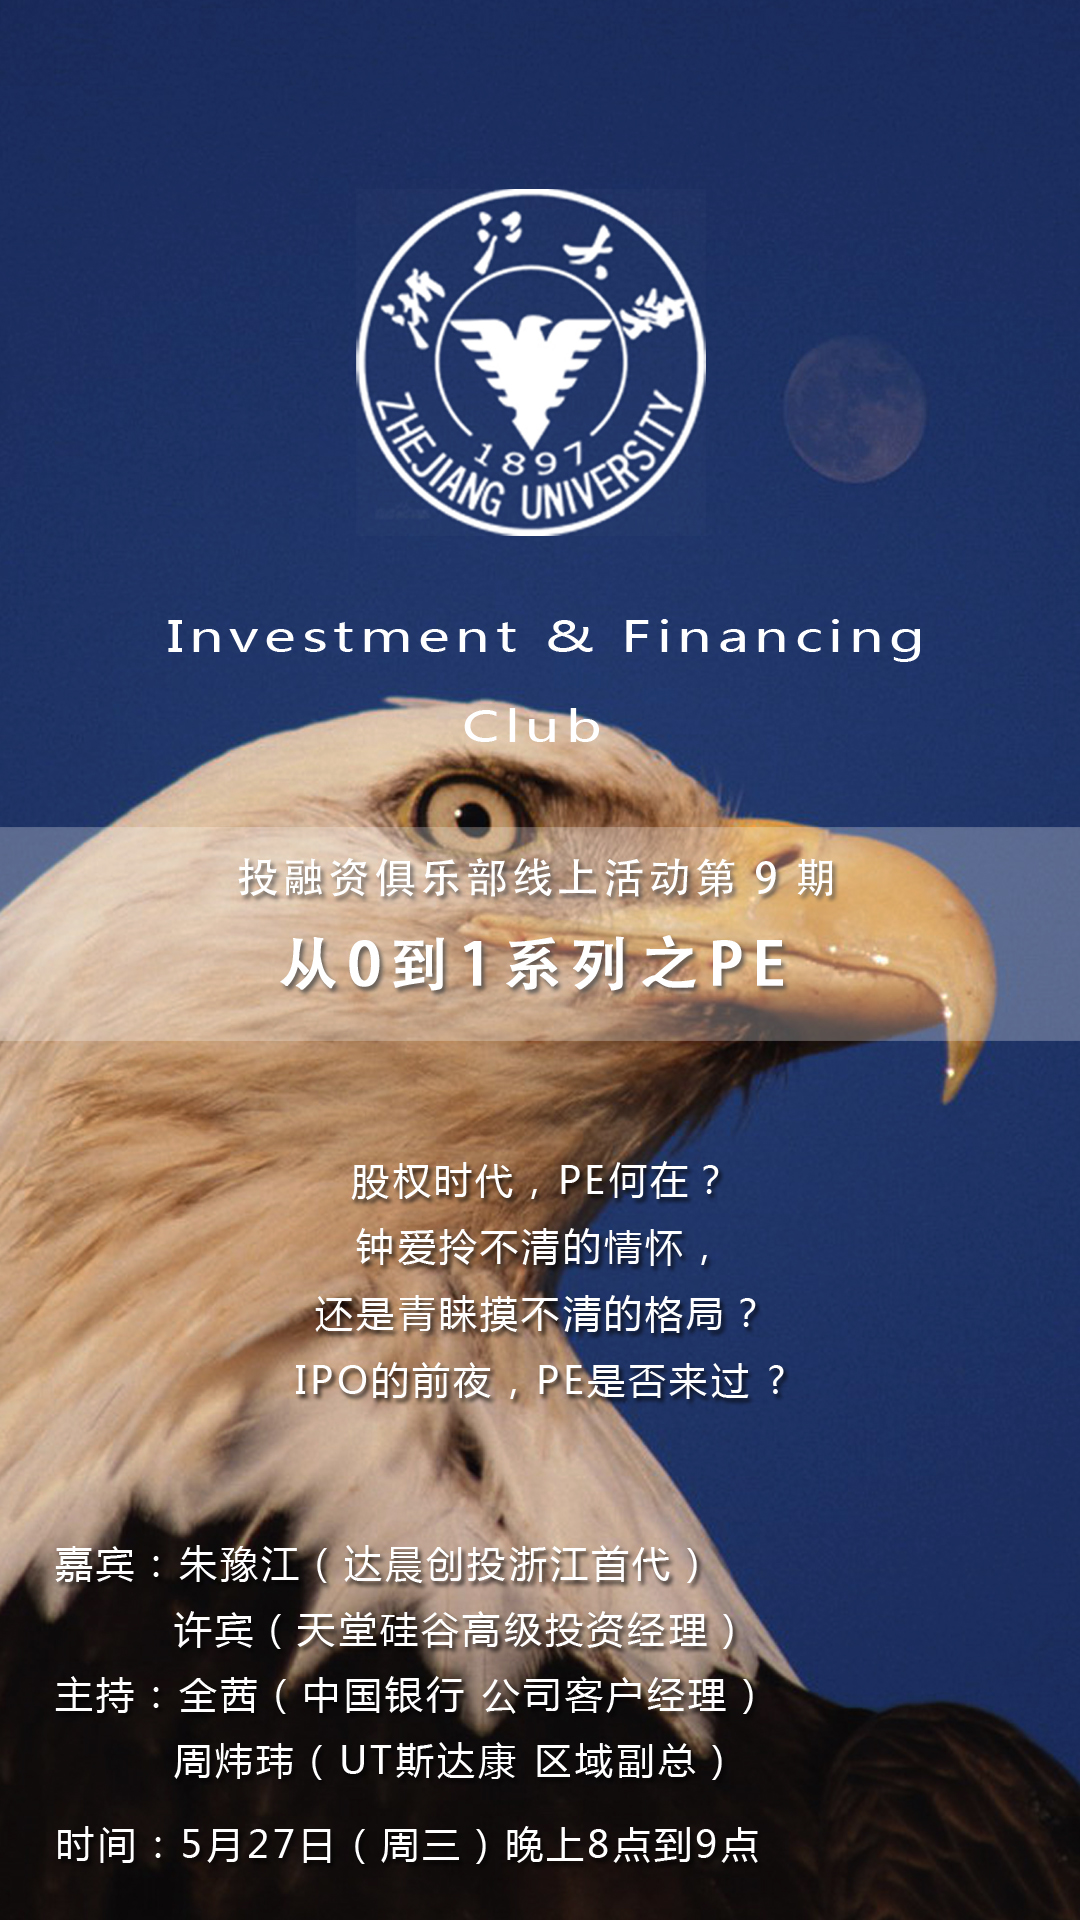 浙江大學
ZHEJIANG UNIVERSITY
1897
Investment & Financing
Club
投融资俱乐部线上活动第 9 期
从0到1系列之PE
股权时代，PE何在？
钟爱拎不清的情怀，
还是青睐摸不清的格局？
IPO的前夜，PE是否来过 ?
嘉宾：朱豫江（达晨创投浙江首代）
许宾（天堂硅谷高级投资经理）
主持：全茜（中国银行 公司客户经理）
周炜玮（UT斯达康 区域副总）
时间：5月27日（周三）晚上8点到9点